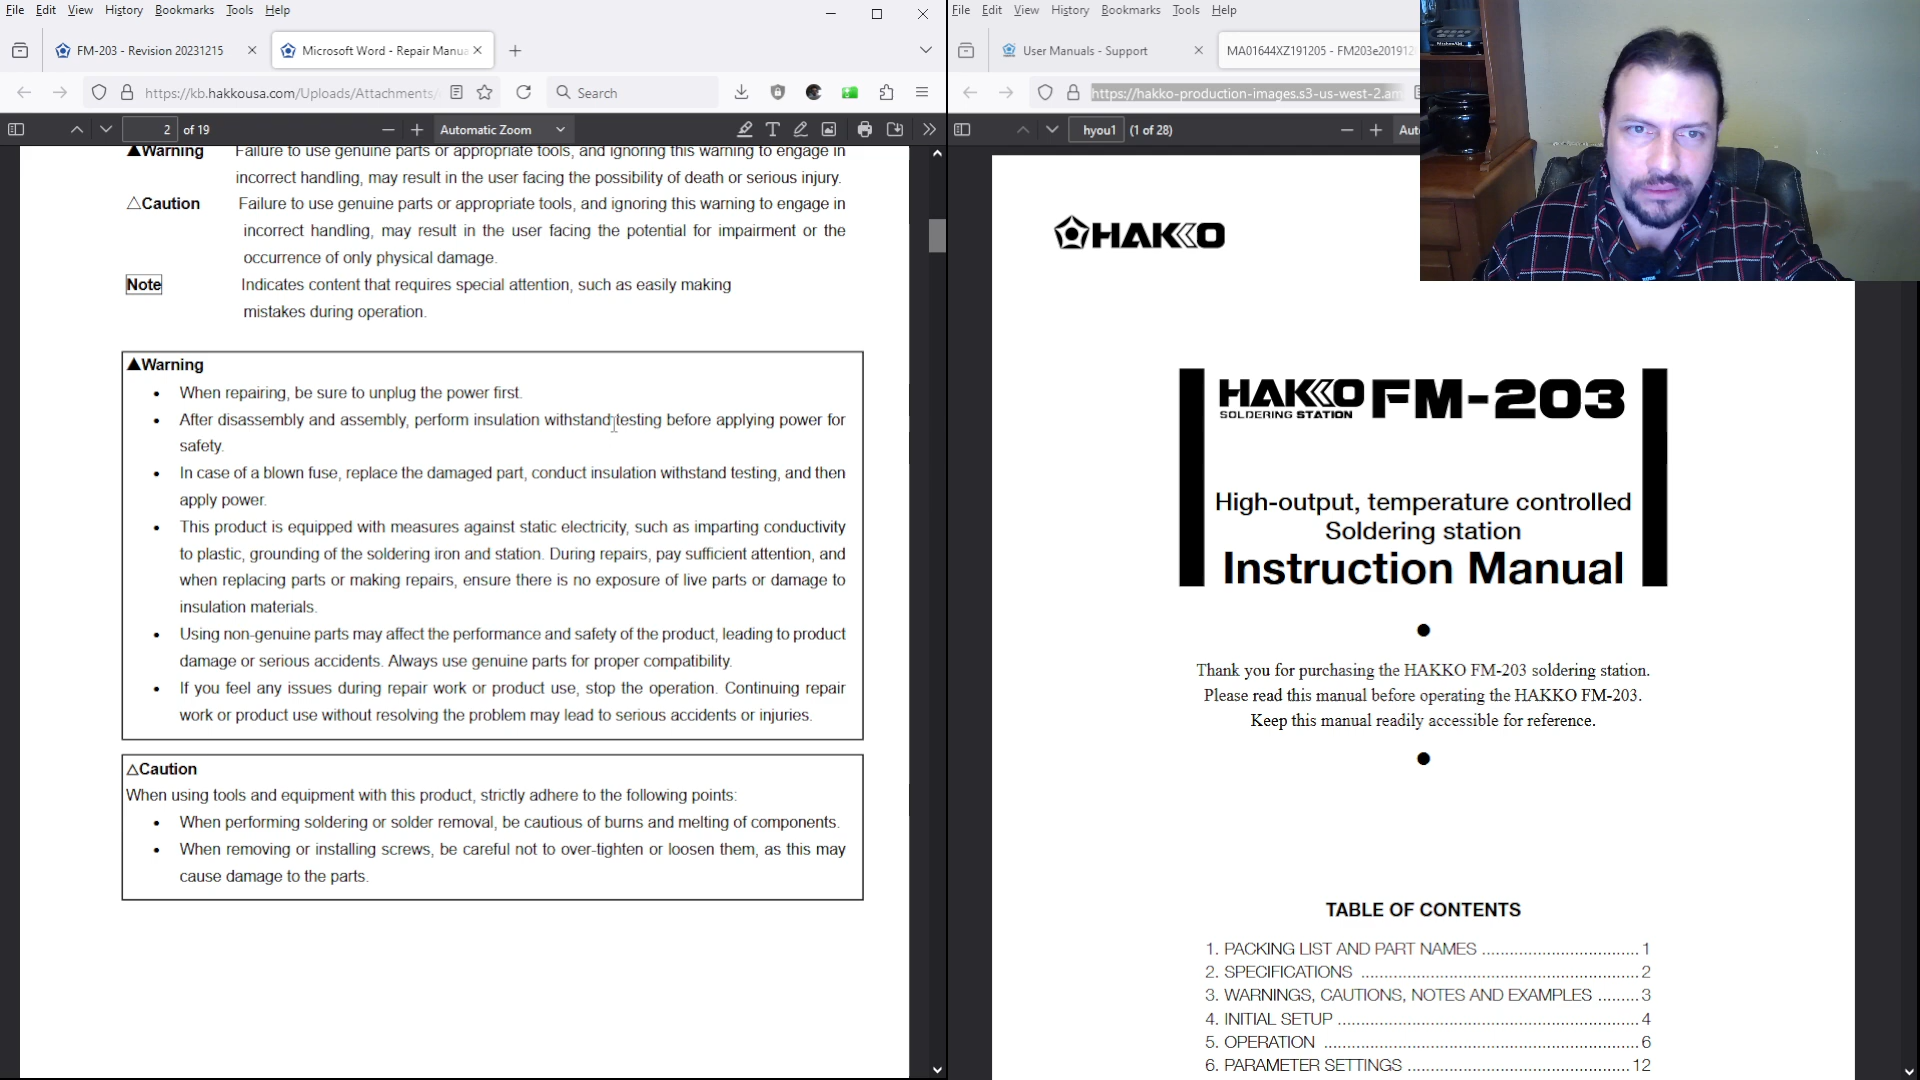 File Edit View History Bookmarks Tools Help
FM-203 - Revision 20231215
Microsoft Word - Repair Manua
https://kb.hakkousa.com/Uploads/Attachments/
Search
2 of 19
Automatic Zoom
▲Warning Failure to use genuine parts or appropriate tools, and ignoring this warning to engage in
incorrect handling, may result in the user facing the possibility of death or serious injury.
△Caution Failure to use genuine parts or appropriate tools, and ignoring this warning to engage in
incorrect handling, may result in the user facing the potential for impairment or the
occurrence of only physical damage.
Note Indicates content that requires special attention, such as easily making
mistakes during operation.
▲Warning
• When repairing, be sure to unplug the power first.
• After disassembly and assembly, perform insulation withstand testing before applying power for
safety.
• In case of a blown fuse, replace the damaged part, conduct insulation withstand testing, and then
apply power.
• This product is equipped with measures against static electricity, such as imparting conductivity
to plastic, grounding of the soldering iron and station. During repairs, pay sufficient attention, and
when replacing parts or making repairs, ensure there is no exposure of live parts or damage to
insulation materials.
• Using non-genuine parts may affect the performance and safety of the product, leading to product
damage or serious accidents. Always use genuine parts for proper compatibility.
• If you feel any issues during repair work or product use, stop the operation. Continuing repair
work or product use without resolving the problem may lead to serious accidents or injuries.
△Caution
When using tools and equipment with this product, strictly adhere to the following points:
• When performing soldering or solder removal, be cautious of burns and melting of components.
• When removing or installing screws, be careful not to over-tighten or loosen them, as this may
cause damage to the parts.
File Edit View History Bookmarks Tools Help
User Manuals - Support
MA01644XZ191205 - FM203e201912
https://hakko-production-images.s3-us-west-2.am
hyou1 (1 of 28)
Aut
HAKKO
HAKKO FM-203
SOLDERING STATION
High-output, temperature controlled
Soldering station
Instruction Manual
Thank you for purchasing the HAKKO FM-203 soldering station.
Please read this manual before operating the HAKKO FM-203.
Keep this manual readily accessible for reference.
TABLE OF CONTENTS
1. PACKING LIST AND PART NAMES ................................ 1
2. SPECIFICATIONS ........................................................ 2
3. WARNINGS, CAUTIONS, NOTES AND EXAMPLES ......... 3
4. INITIAL SETUP ............................................................ 4
5. OPERATION ................................................................ 6
6. PARAMETER SETTINGS .............................................. 12